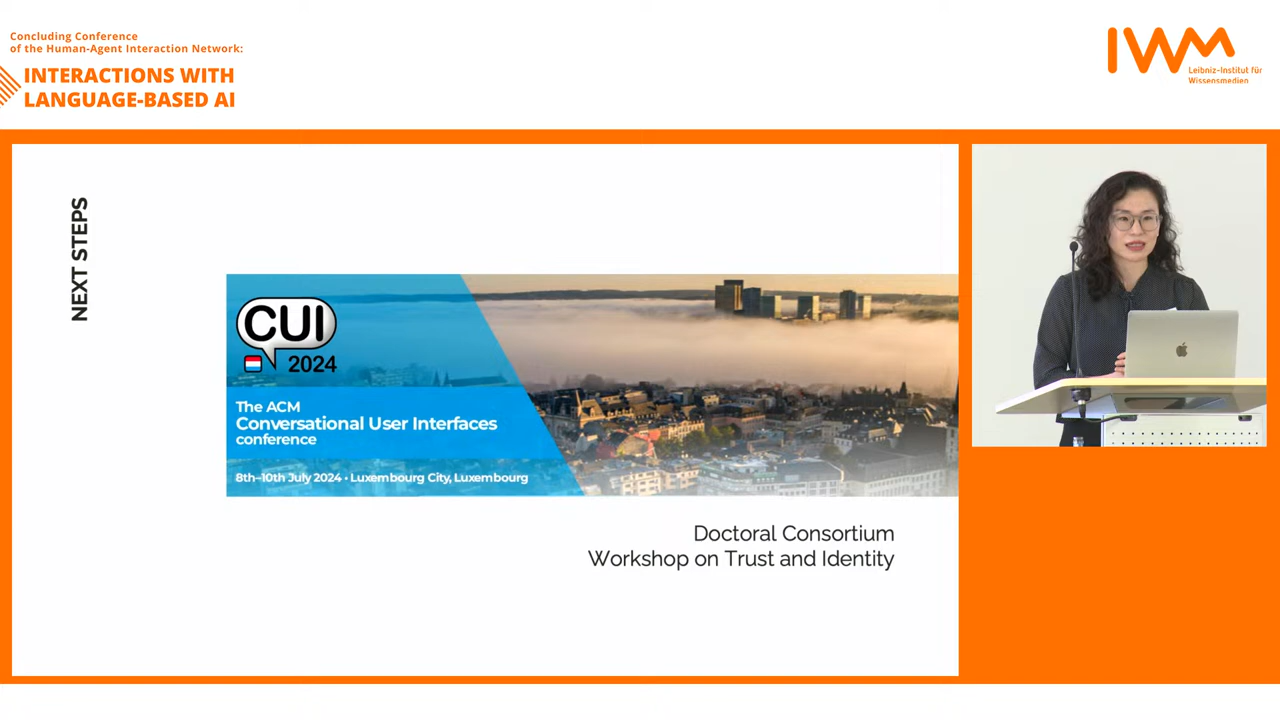 Concluding Conference
of the Human-Agent Interaction Network:
INTERACTIONS WITH
LANGUAGE-BASED AI
IWM
Leibniz-Institut für
Wissensmedien
NEXT STEPS
CUI
2024
The ACM
Conversational User Interfaces
conference
8th–10th July 2024 • Luxembourg City, Luxembourg
Doctoral Consortium
Workshop on Trust and Identity